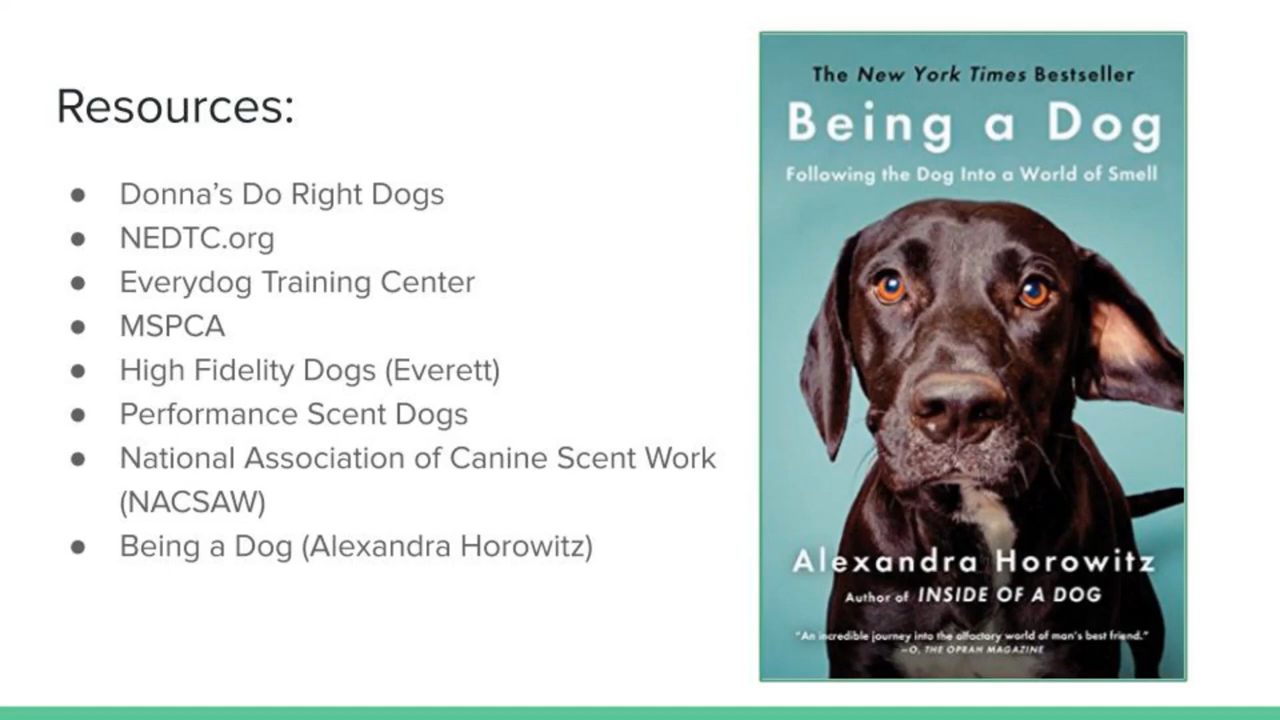 Resources:
● Donna’s Do Right Dogs
● NEDTC.org
● Everydog Training Center
● MSPCA
● High Fidelity Dogs (Everett)
● Performance Scent Dogs
● National Association of Canine Scent Work
(NACSAW)
● Being a Dog (Alexandra Horowitz)
The New York Times Bestseller
Being a Dog
Following the Dog Into a World of Smell
Alexandra Horowitz
Author of INSIDE OF A DOG
"An incredible journey into the olfactory world of man's best friend."
—O, THE OPRAH MAGAZINE